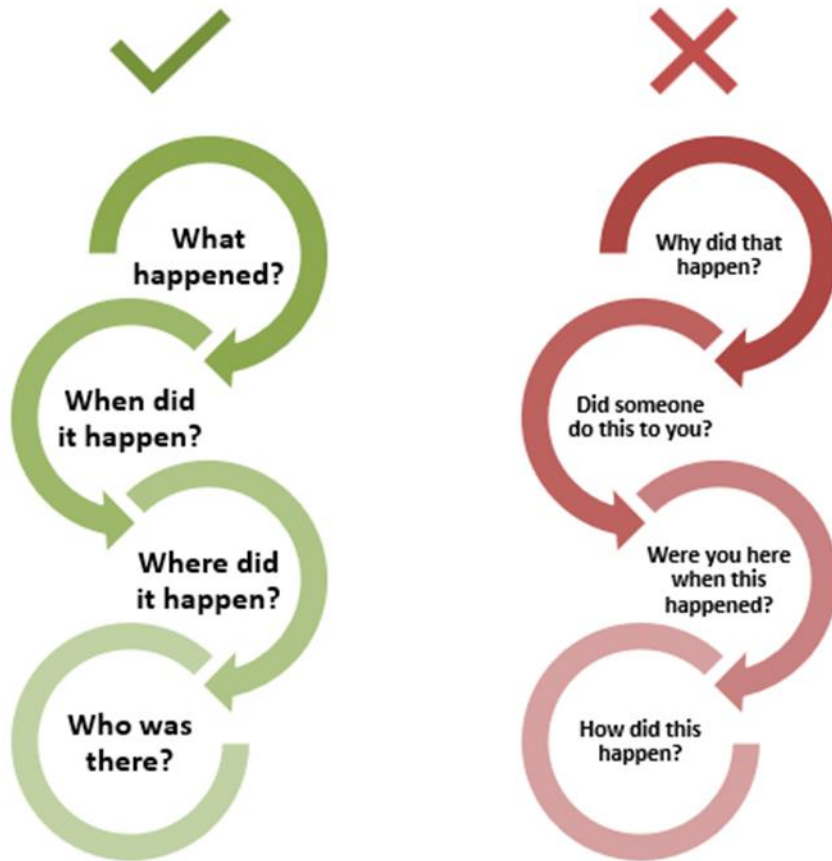 What
happened?
When did
it happen?
Where did
it happen?
Who was
there?
Why did that
happen?
Did someone
do this to you?
Were you here
when this
happened?
How did this
happen?